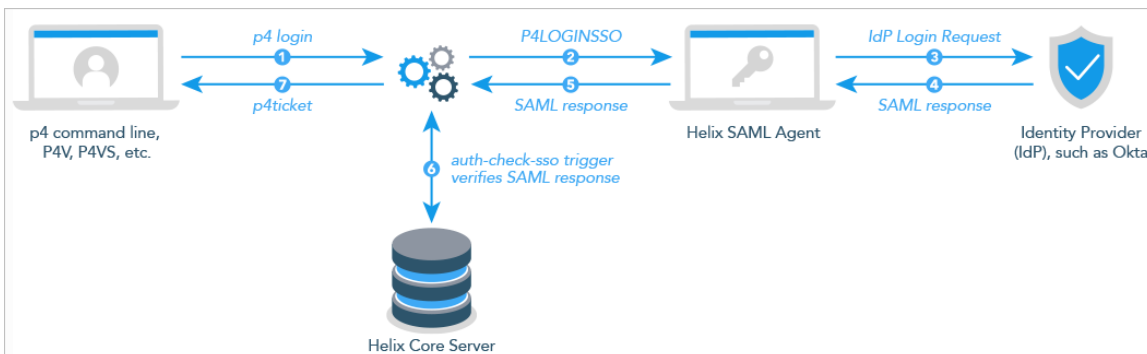 p4 login
1
P4LOGINSSO
2
IdP Login Request
3
7
p4ticket
5
SAML response
4
SAML response
p4 command line,
P4V, P4VS, etc.
Helix SAML Agent
Identity Provider
(IdP), such as Okta
6
auth-check-sso trigger
verifies SAML response
Helix Core Server